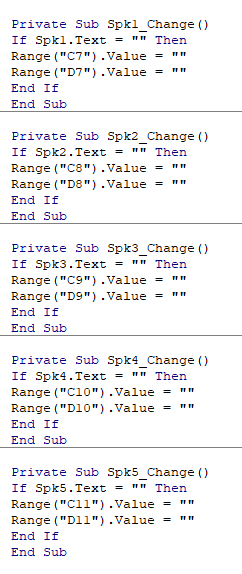 Private Sub Spk1_Change()
If Spk1.Text = "" Then
Range("C7").Value = ""
Range("D7").Value = ""
End If
End Sub
Private Sub Spk2_Change()
If Spk2.Text = "" Then
Range("C8").Value = ""
Range("D8").Value = ""
End If
End Sub
Private Sub Spk3_Change()
If Spk3.Text = "" Then
Range("C9").Value = ""
Range("D9").Value = ""
End If
End Sub
Private Sub Spk4_Change()
If Spk4.Text = "" Then
Range("C10").Value = ""
Range("D10").Value = ""
End If
End Sub
Private Sub Spk5_Change()
If Spk5.Text = "" Then
Range("C11").Value = ""
Range("D11").Value = ""
End If
End Sub